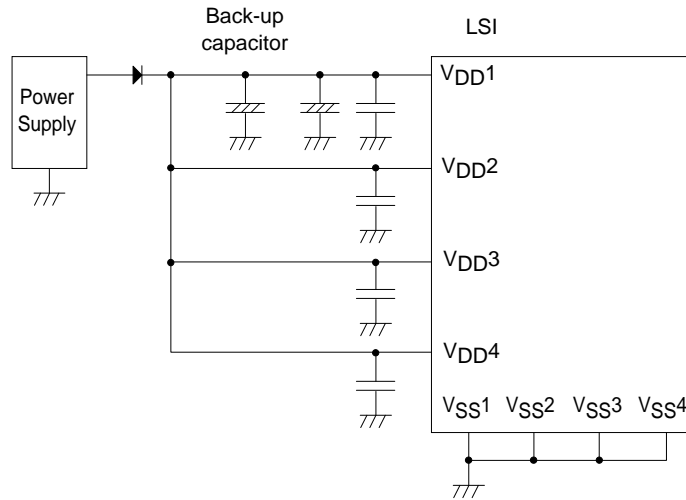 Back-up
capacitor
LSI
Power
Supply
VDD1
VDD2
VDD3
VDD4
VSS1 VSS2 VSS3 VSS4